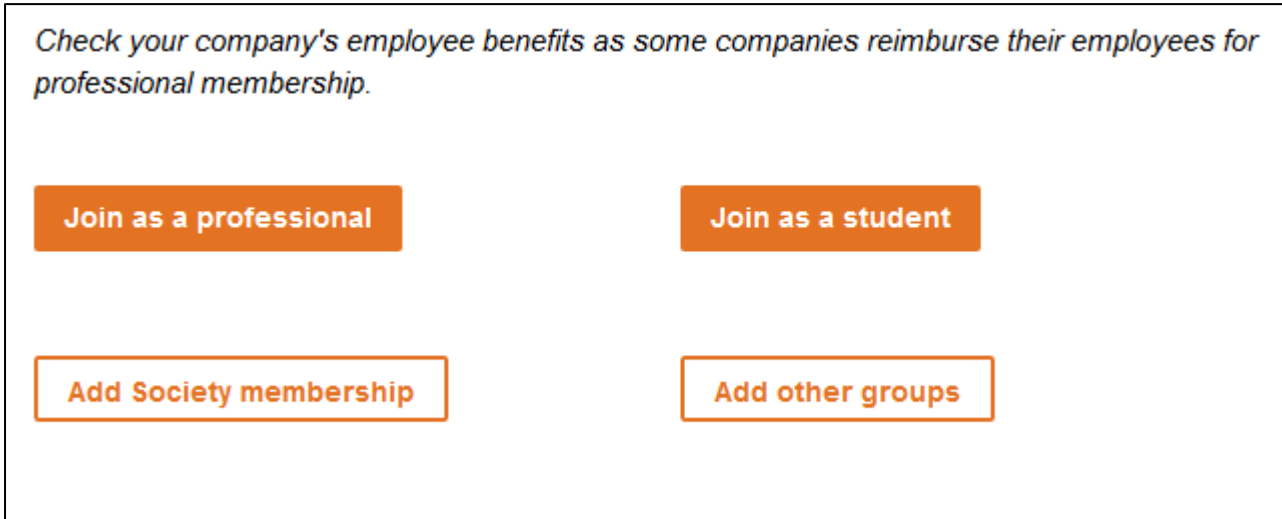 Check your company's employee benefits as some companies reimburse their employees for
professional membership.
Join as a professional
Join as a student
Add Society membership
Add other groups